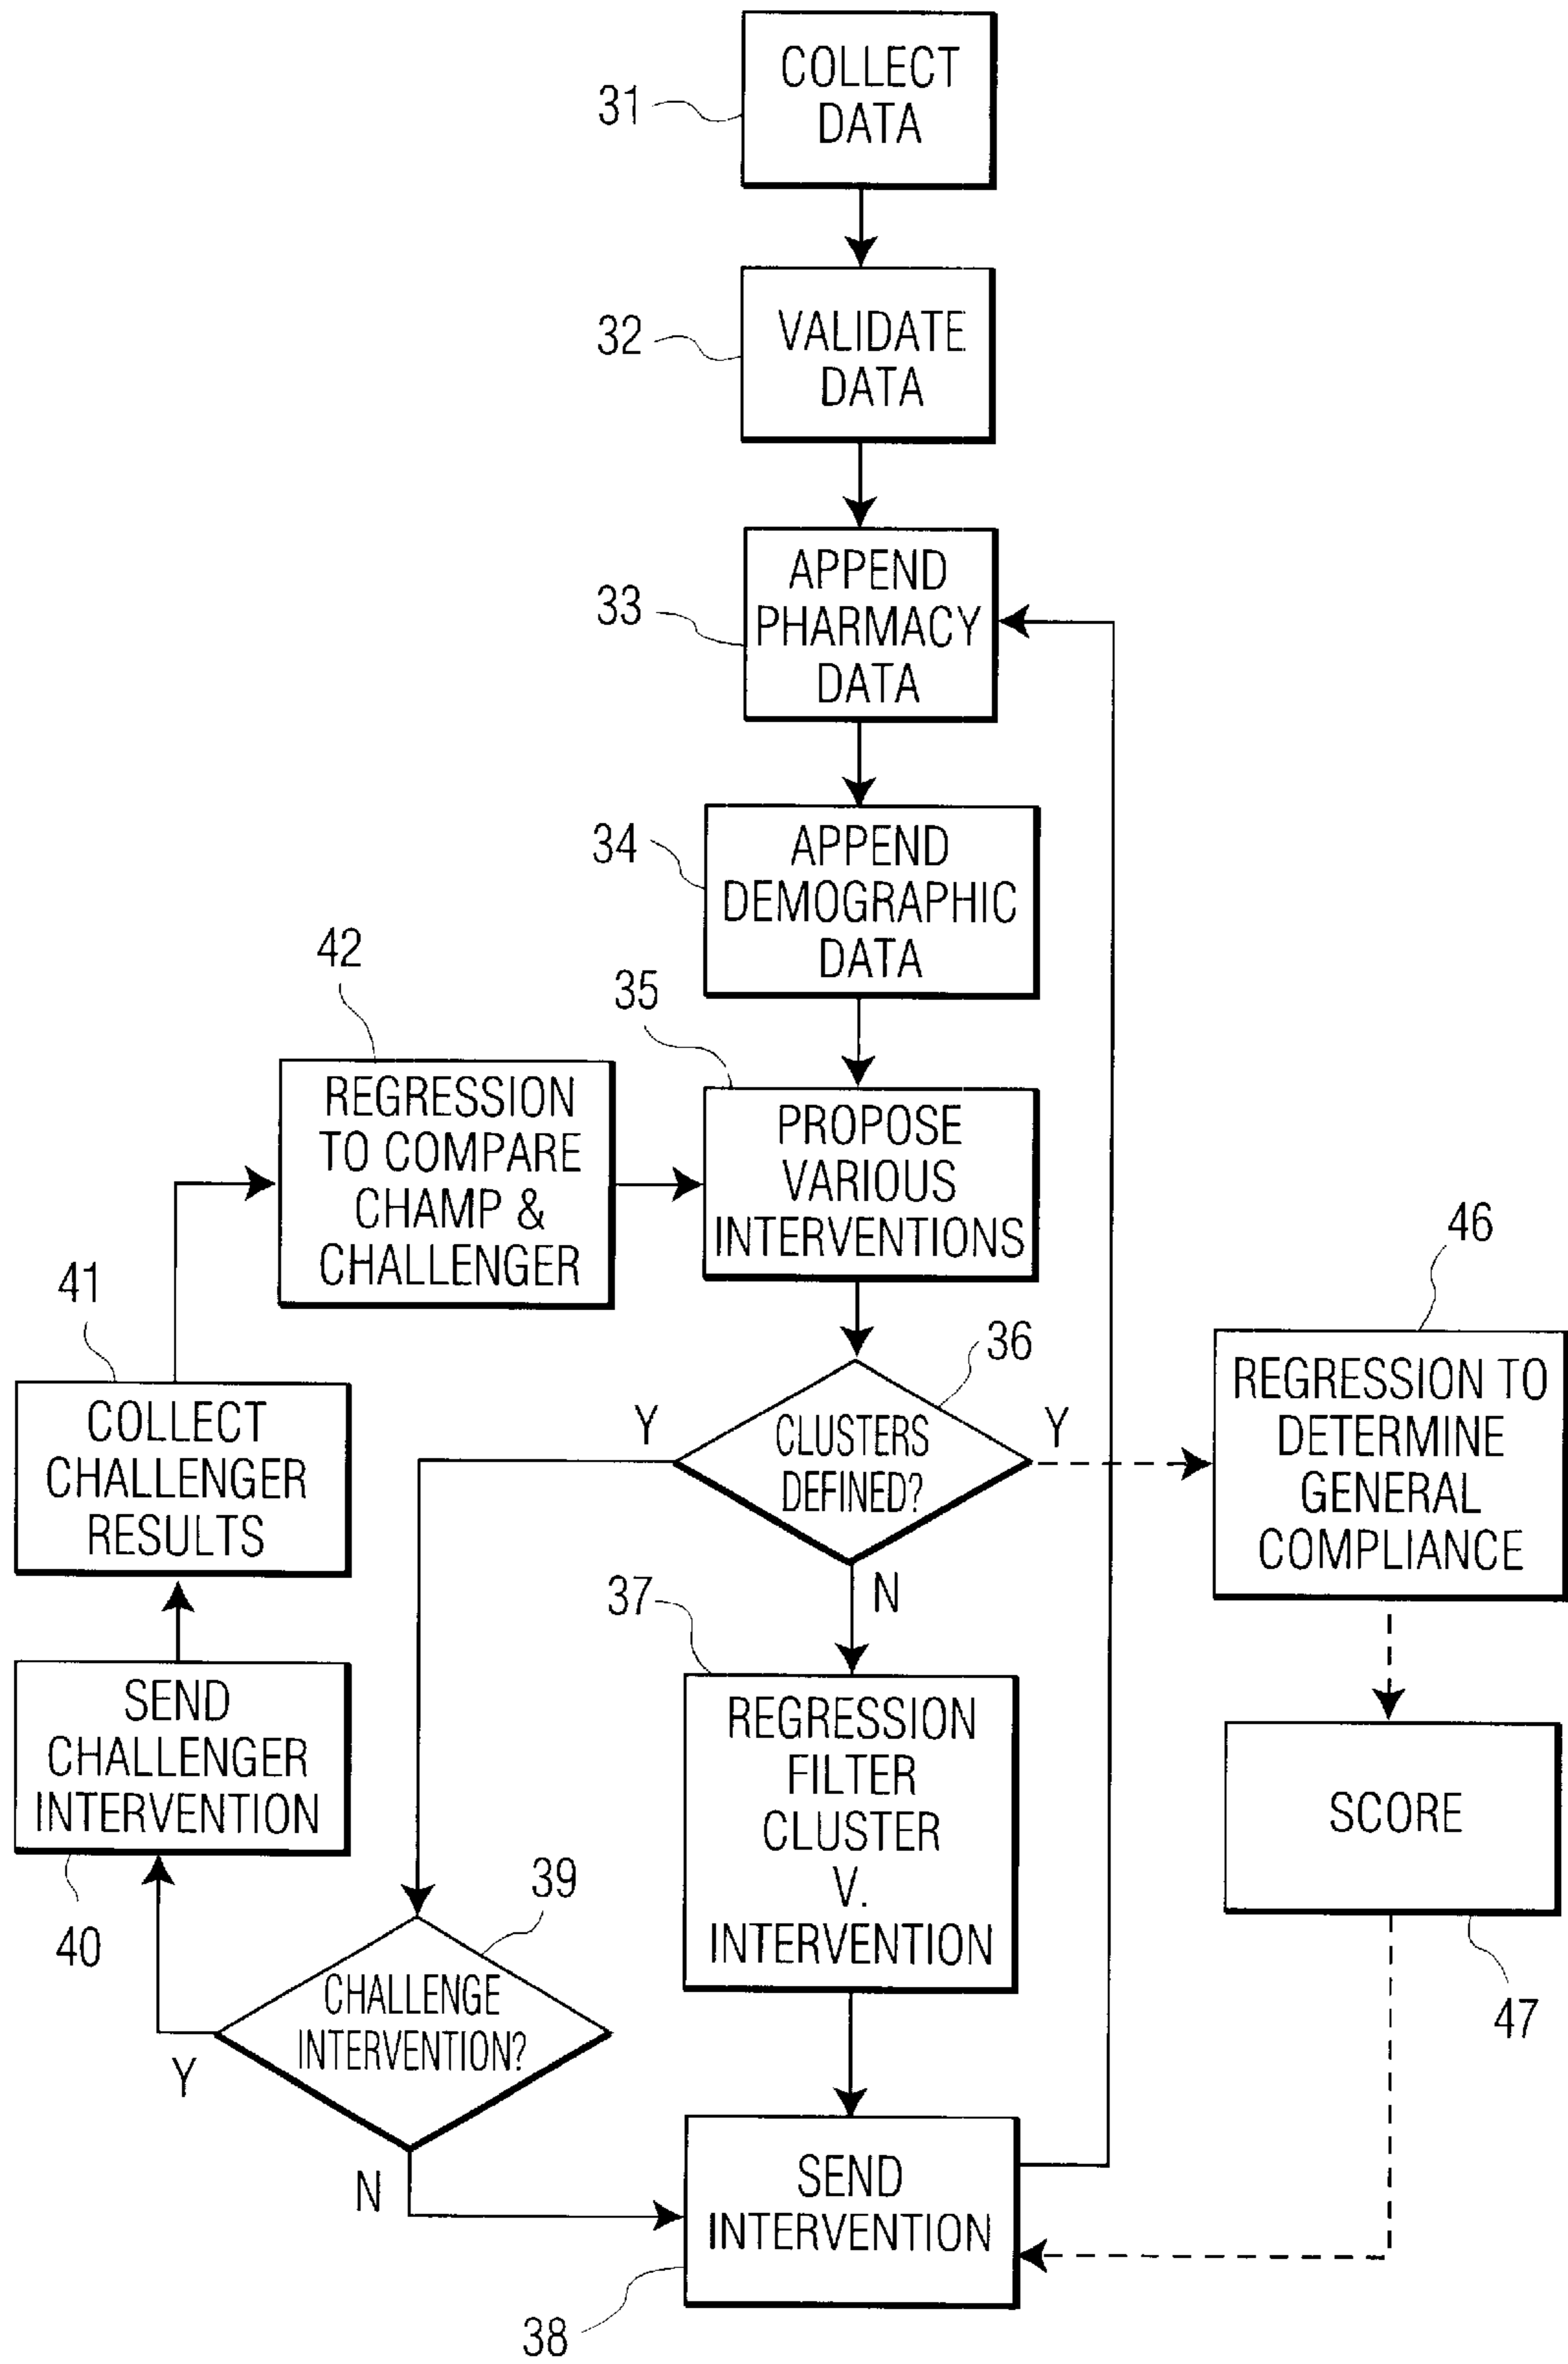 COLLECT
DATA
31
VALIDATE
DATA
32
APPEND
PHARMACY
DATA
33
APPEND
DEMOGRAPHIC
DATA
34
42
REGRESSION
TO COMPARE
CHAMP &
CHALLENGER
35
PROPOSE
VARIOUS
INTERVENTIONS
46
REGRESSION TO
DETERMINE
GENERAL
COMPLIANCE
41
COLLECT
CHALLENGER
RESULTS
36
Y
CLUSTERS
DEFINED?
Y
N
37
REGRESSION
FILTER
CLUSTER
V.
INTERVENTION
SEND
CHALLENGER
INTERVENTION
40
SCORE
47
39
CHALLENGE
INTERVENTION?
Y
N
SEND
INTERVENTION
38